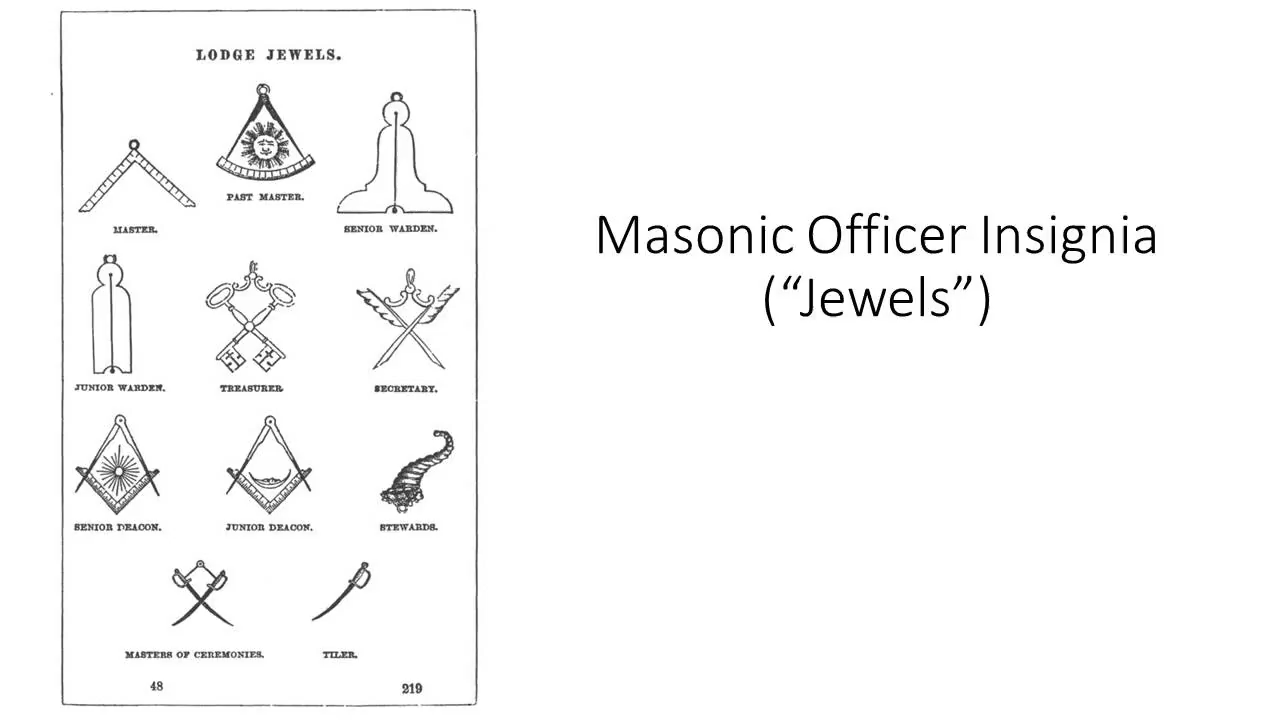 LODGE JEWELS.
PAST MASTER.
MASTER.
SENIOR WARDEN.
JUNIOR WARDEN.
TREASURER
SECRETARY.
SENIOR DEACON.
JUNIOR DEACON.
STEWARDS.
MASTERS OF CEREMONIES.
TILER.
48
219
Masonic Officer Insignia
(“Jewels”)